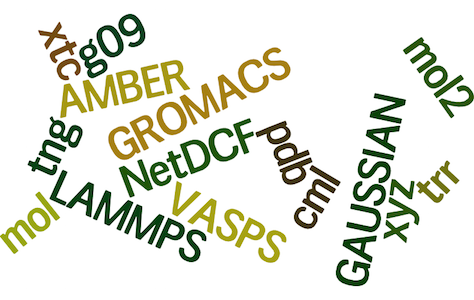 xtc
g09
AMBER
GROMACS
mol2
tng
NetDCF
pdb
cml
GAUSSIAN
xyz
trr
mol
LAMMPS
VASPS